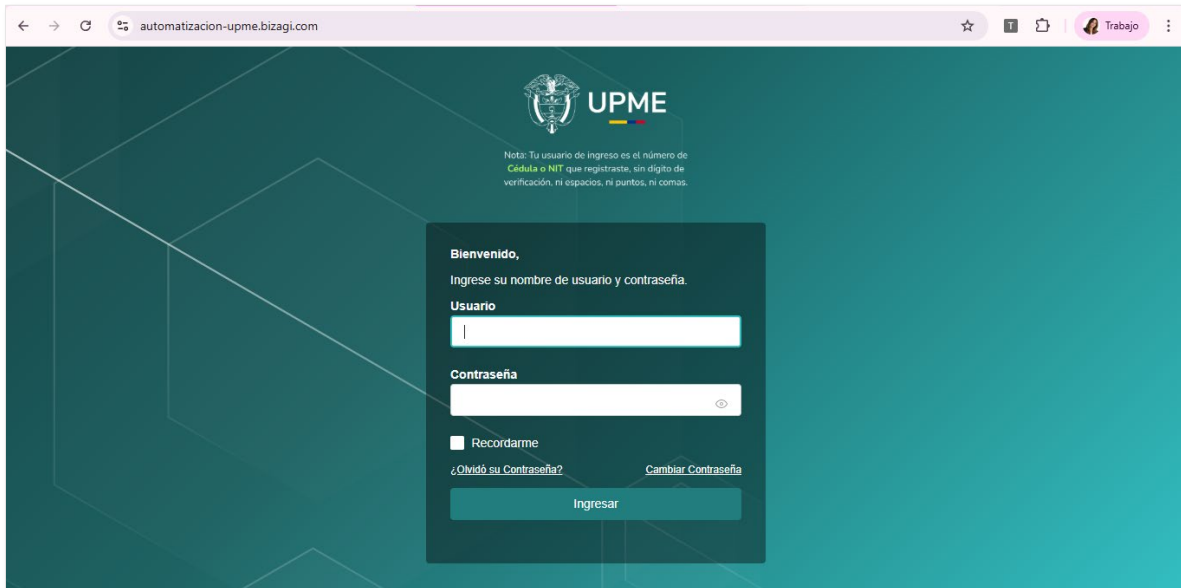 automatizacion-upme.bizagi.com
T
Trabajo
UPME
Nota: Tu usuario de ingreso es el número de
Cédula o NIT que registraste, sin dígito de
verificación, ni espacios, ni puntos, ni comas.
Bienvenido,
Ingrese su nombre de usuario y contraseña.
Usuario
Contraseña
Recordarme
¿Olvidó su Contraseña? Cambiar Contraseña
Ingresar